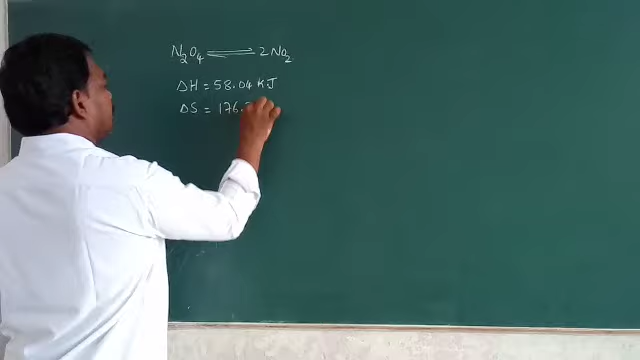 N₂O₄ ⇌ 2NO₂
ΔH = 58.04 KJ
ΔS = 176.